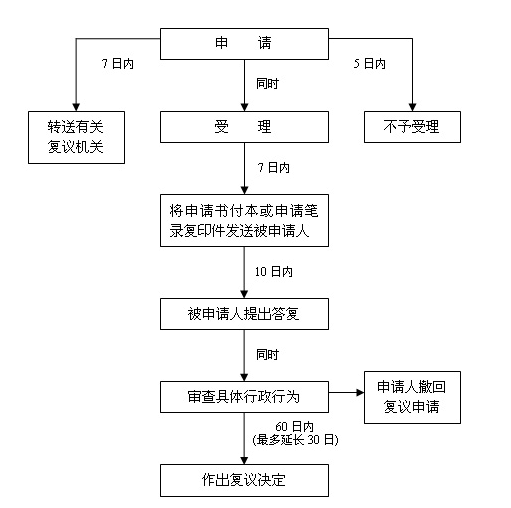 申 请
7日内
5日内
同时
转送有关
复议机关
受 理
不予受理
7日内
将申请书付本或申请笔
录复印件发送被申请人
10日内
被申请人提出答复
同时
审查具体行政行为
申请人撤回
复议申请
60日内
(最多延长30日)
作出复议决定